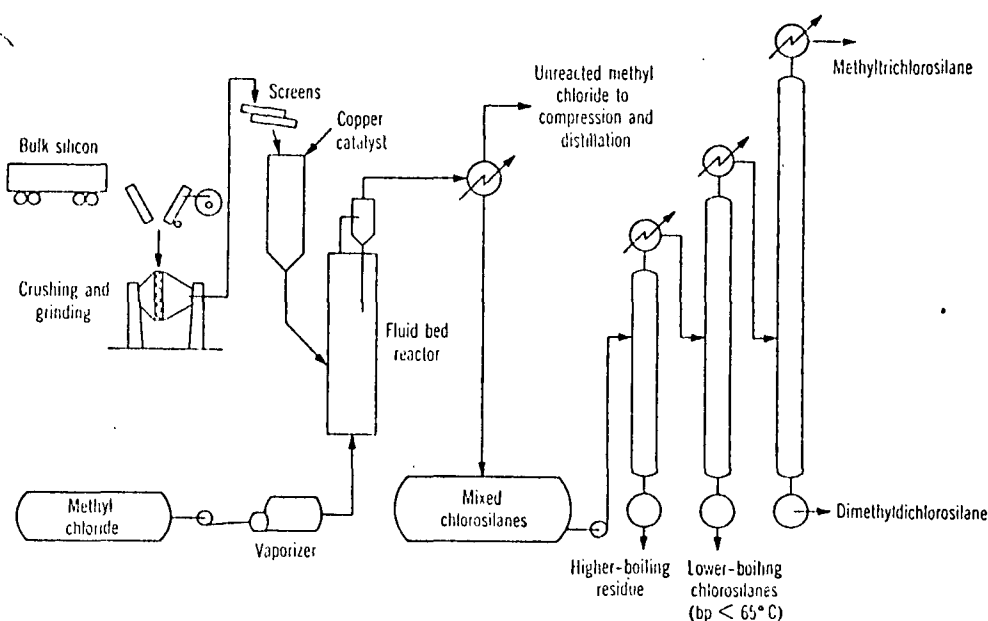 Bulk silicon
Crushing and
grinding
Screens
Copper
catalyst
Fluid bed
reactor
Methyl
chloride
Vaporizer
Unreacted methyl
chloride to
compression and
distillation
Mixed
chlorosilanes
Higher-boiling
residue
Lower-boiling
chlorosilanes
(bp < 65°C)
Methyltrichlorosilane
Dimethyldichlorosilane